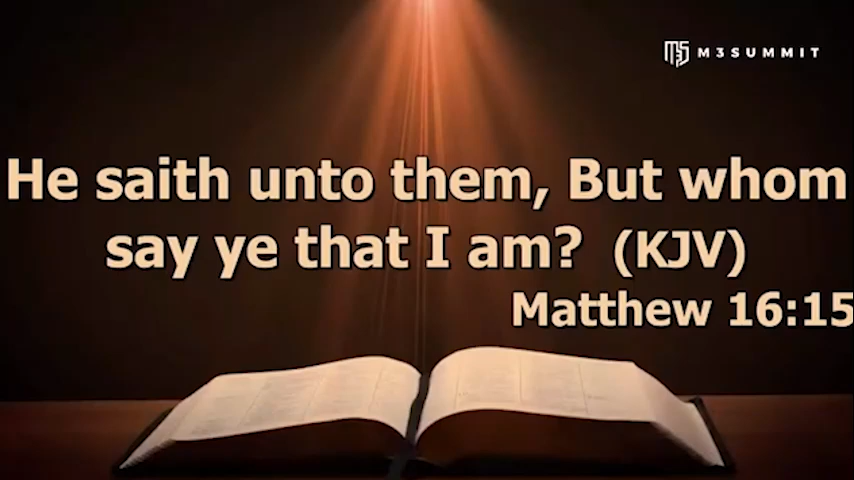 M3SUMMIT
He saith unto them, But whom
say ye that I am? (KJV)
Matthew 16:15